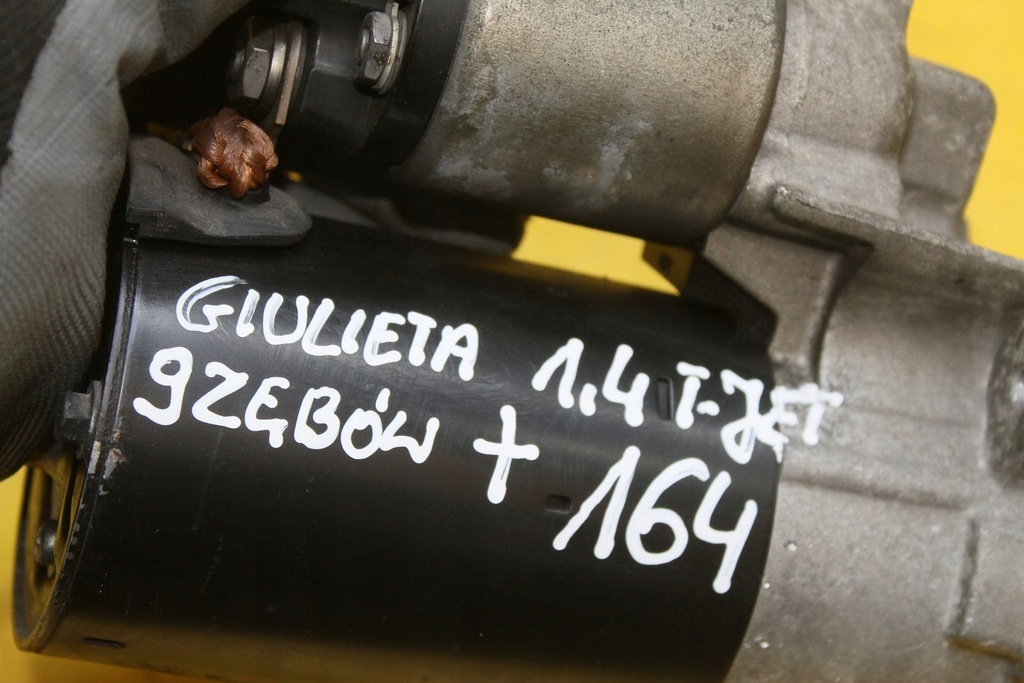 GIULIETA 1.4 T-JET
9ZĘBÓW + 164